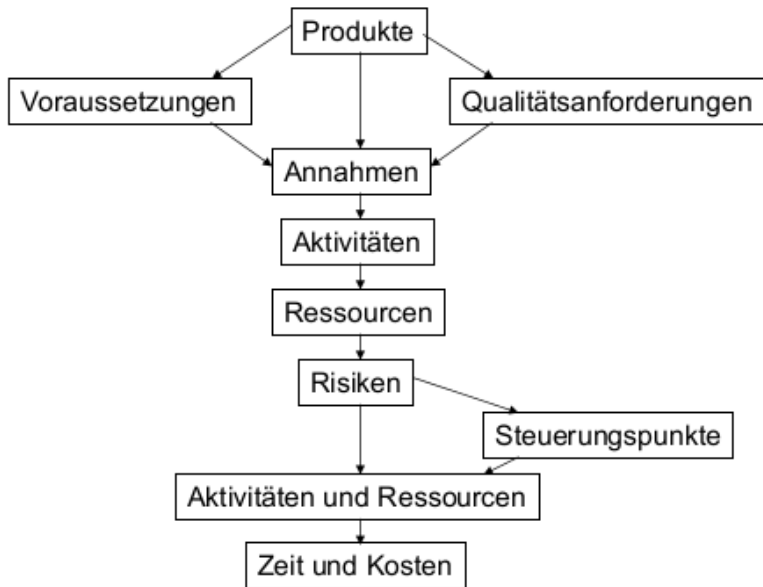 Produkte
Voraussetzungen
Qualitätsanforderungen
Annahmen
Aktivitäten
Ressourcen
Risiken
Steuerungspunkte
Aktivitäten und Ressourcen
Zeit und Kosten